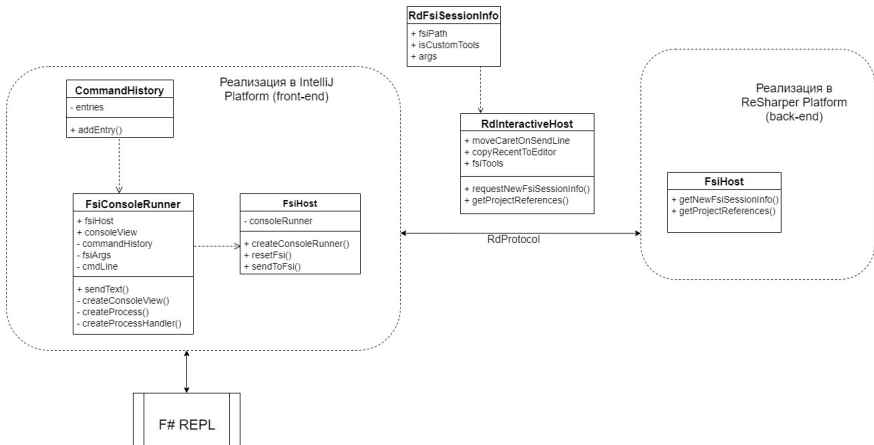 RdFsiSessionInfo
+ fsiPath
+ isCustomTools
+ args
Реализация в IntelliJ
Platform (front-end)
CommandHistory
- entries
+ addEntry()
FsiConsoleRunner
+ fsiHost
+ consoleView
- commandHistory
- fsiArgs
- cmdLine
+ sendText()
- createConsoleView()
- createProcess()
- createProcessHandler()
FsiHost
- consoleRunner
+ createConsoleRunner()
+ resetFsi()
+ sendToFsi()
RdInteractiveHost
+ moveCaretOnSendLine
+ copyRecentToEditor
+ fsiTools
+ requestNewFsiSessionInfo()
+ getProjectReferences()
RdProtocol
Реализация в
ReSharper Platform
(back-end)
FsiHost
+ getNewFsiSessionInfo()
+ getProjectReferences()
F# REPL